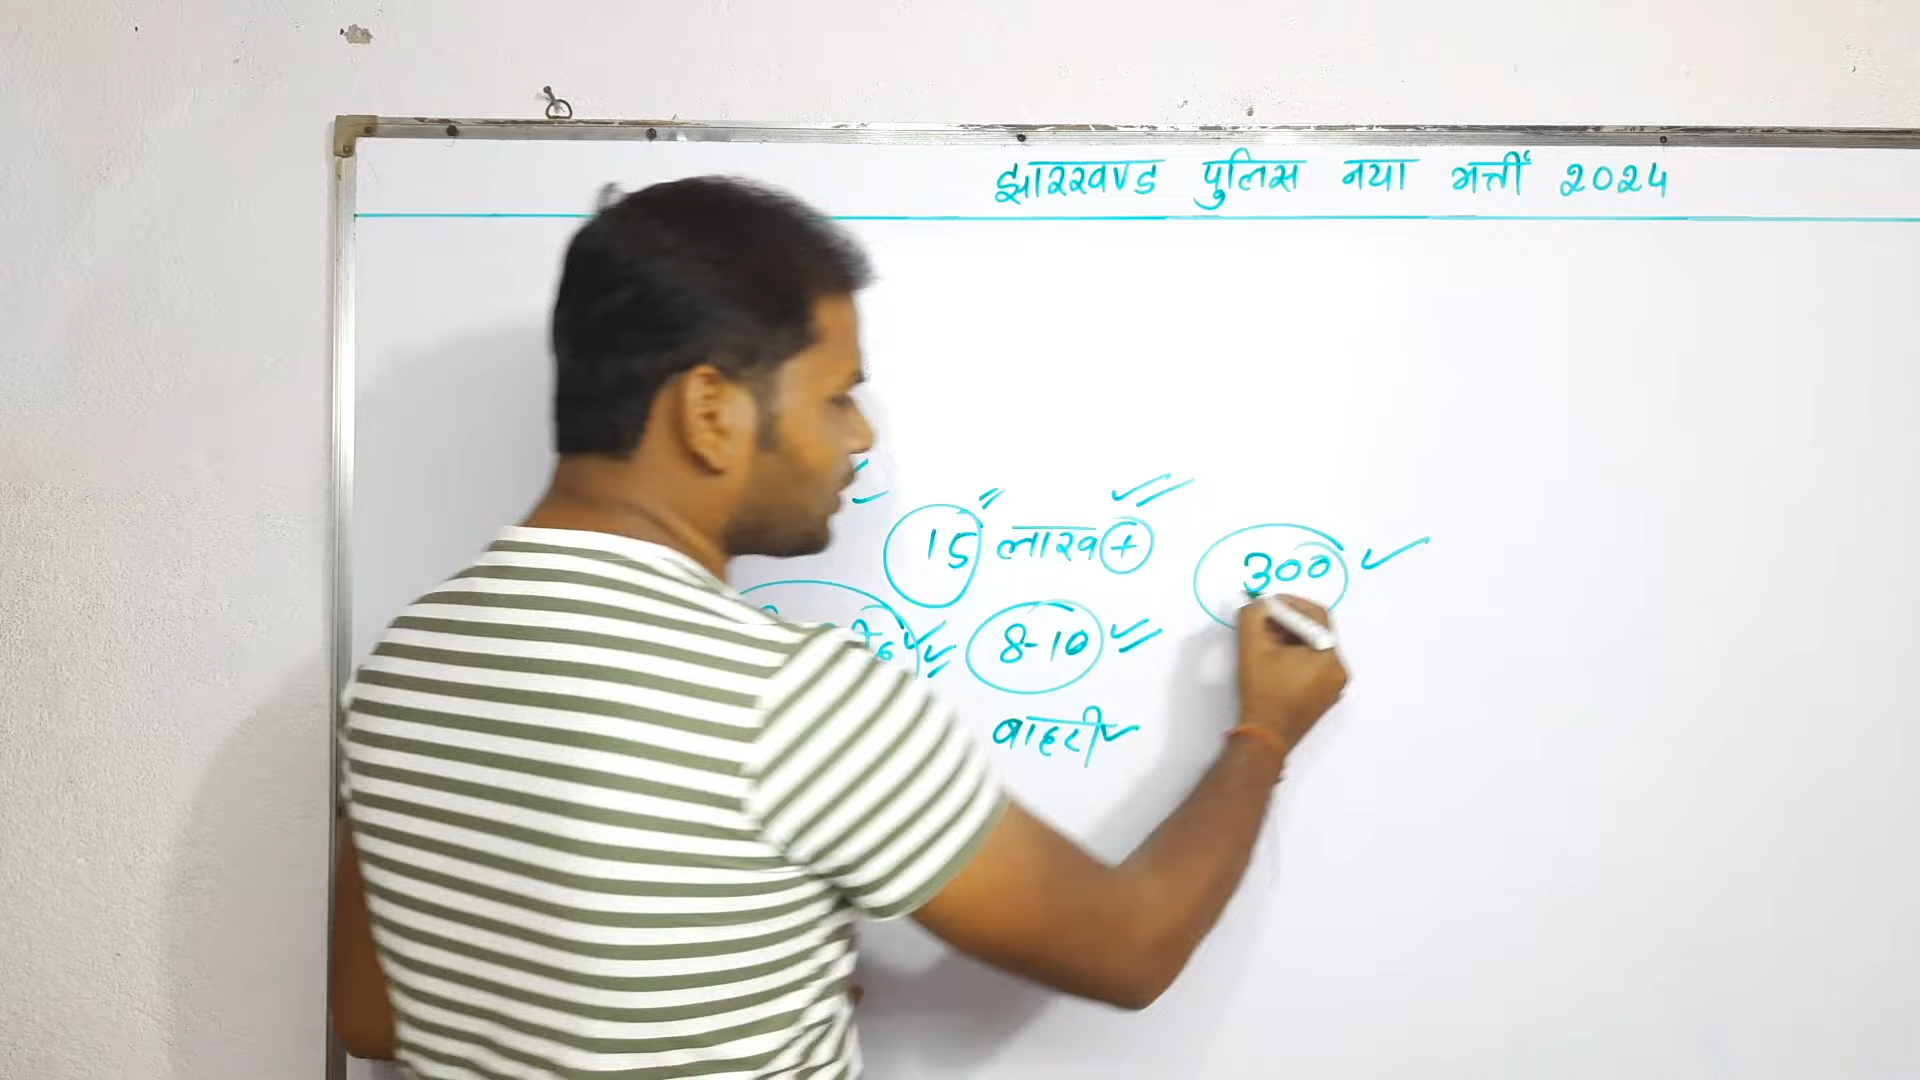 झारखण्ड पुलिस नया भर्ती 2024
15 लाख +
300
8-10
बाहरी